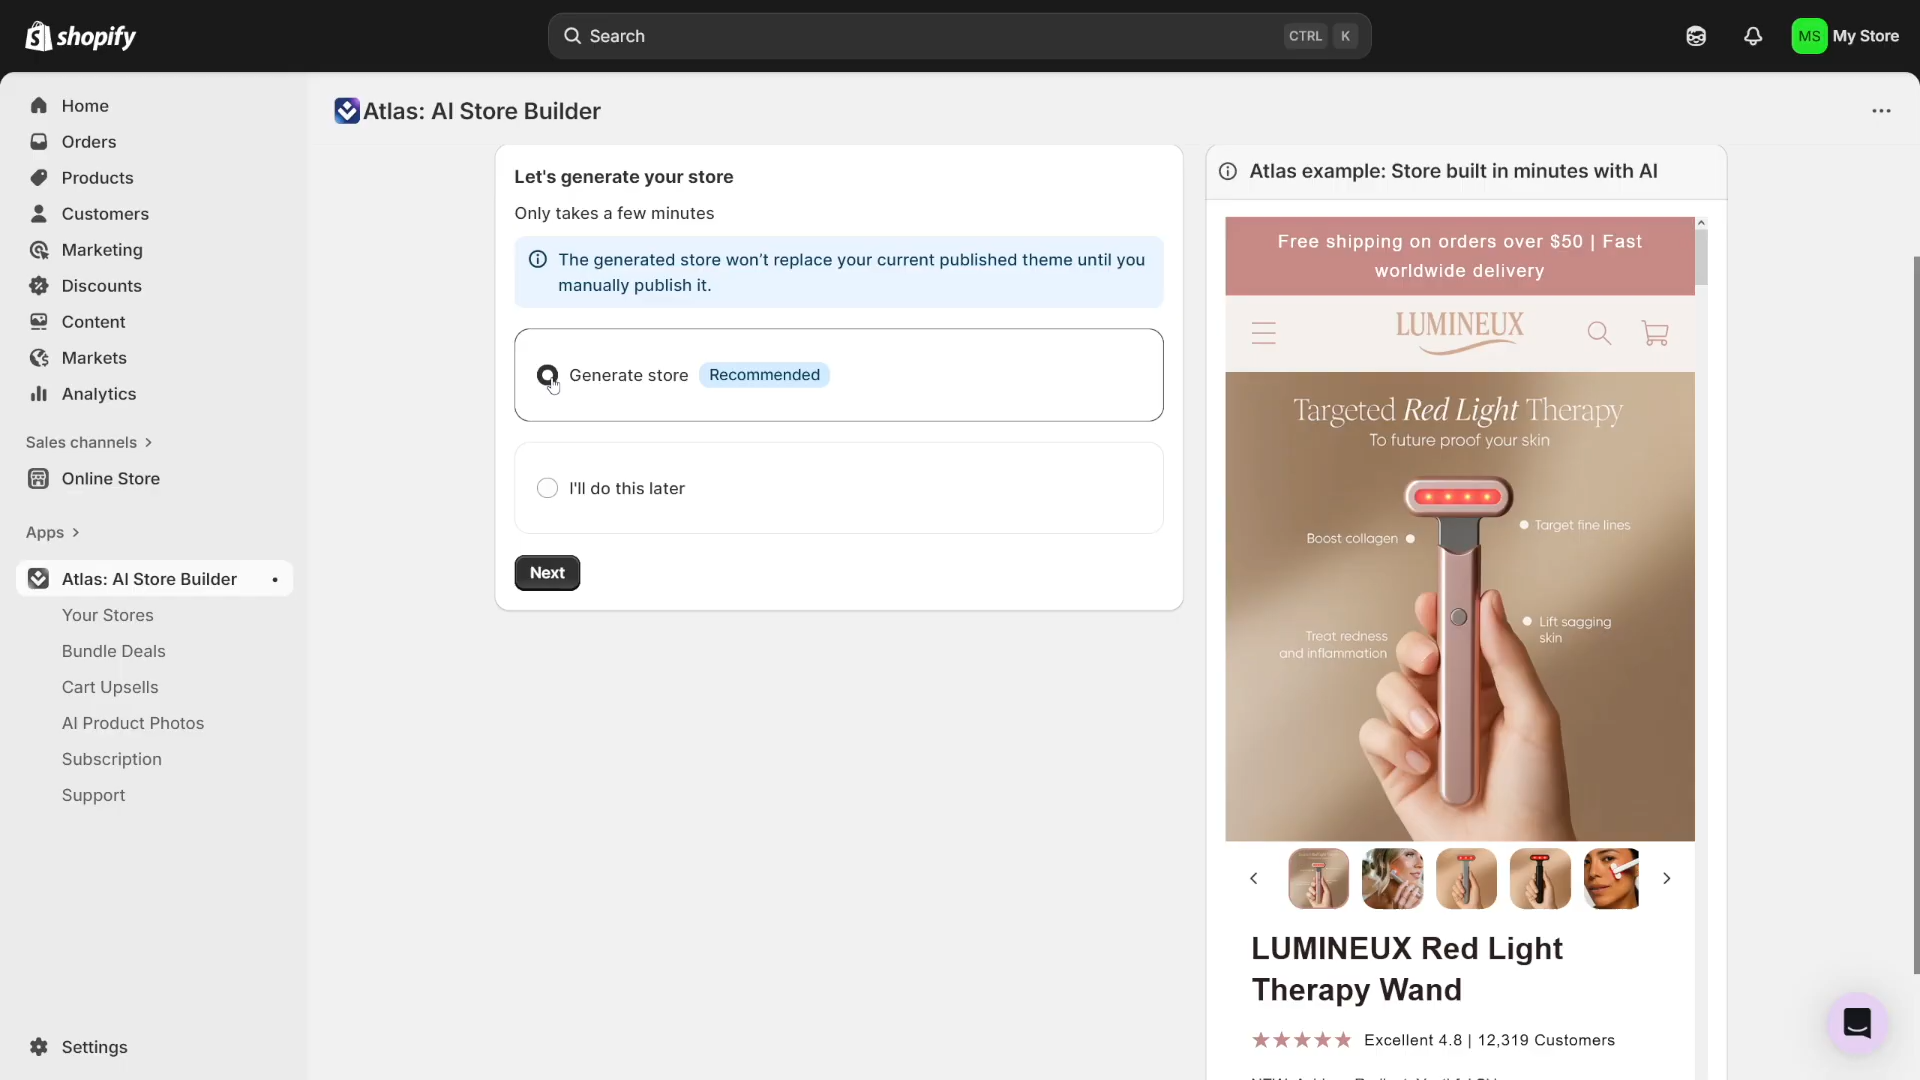 shopify
Search
CTRL K
MS My Store
Home
Orders
Products
Customers
Marketing
Discounts
Content
Markets
Analytics
Sales channels
Online Store
Apps
Atlas: AI Store Builder
Your Stores
Bundle Deals
Cart Upsells
AI Product Photos
Subscription
Support
Settings
Atlas: AI Store Builder
Let's generate your store
Only takes a few minutes
The generated store won’t replace your current published theme until you
manually publish it.
Generate store Recommended
I'll do this later
Next
Atlas example: Store built in minutes with AI
Free shipping on orders over $50 | Fast
worldwide delivery
LUMINEUX
Targeted Red Light Therapy
To future proof your skin
Target fine lines
Boost collagen
Lift sagging
skin
Treat redness
and inflammation
LUMINEUX Red Light
Therapy Wand
Excellent 4.8 | 12,319 Customers